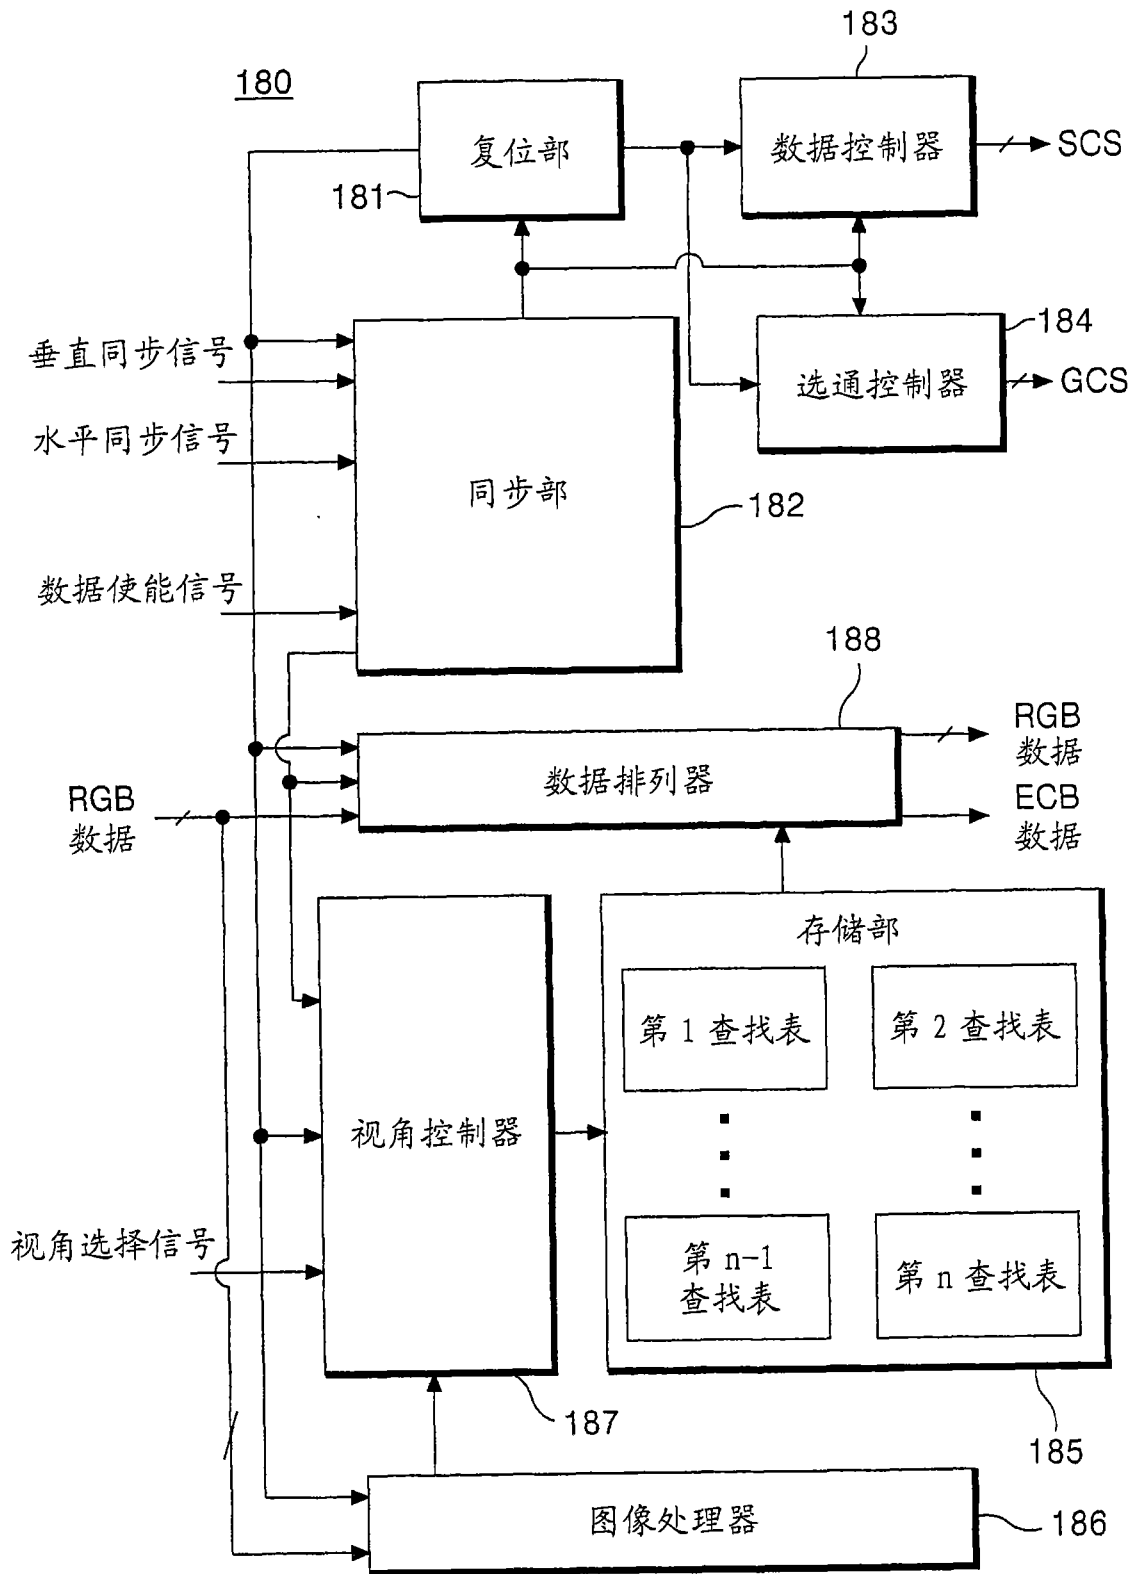 180
183
复位部
数据控制器
SCS
181
184
垂直同步信号
选通控制器
GCS
水平同步信号
同步部
182
数据使能信号
188
RGB
数据
数据排列器
RGB
数据
ECB
数据
存储部
第 1 查找表
第 2 查找表
视角控制器
视角选择信号
第 n-1
查找表
第 n 查找表
187
185
图像处理器
186